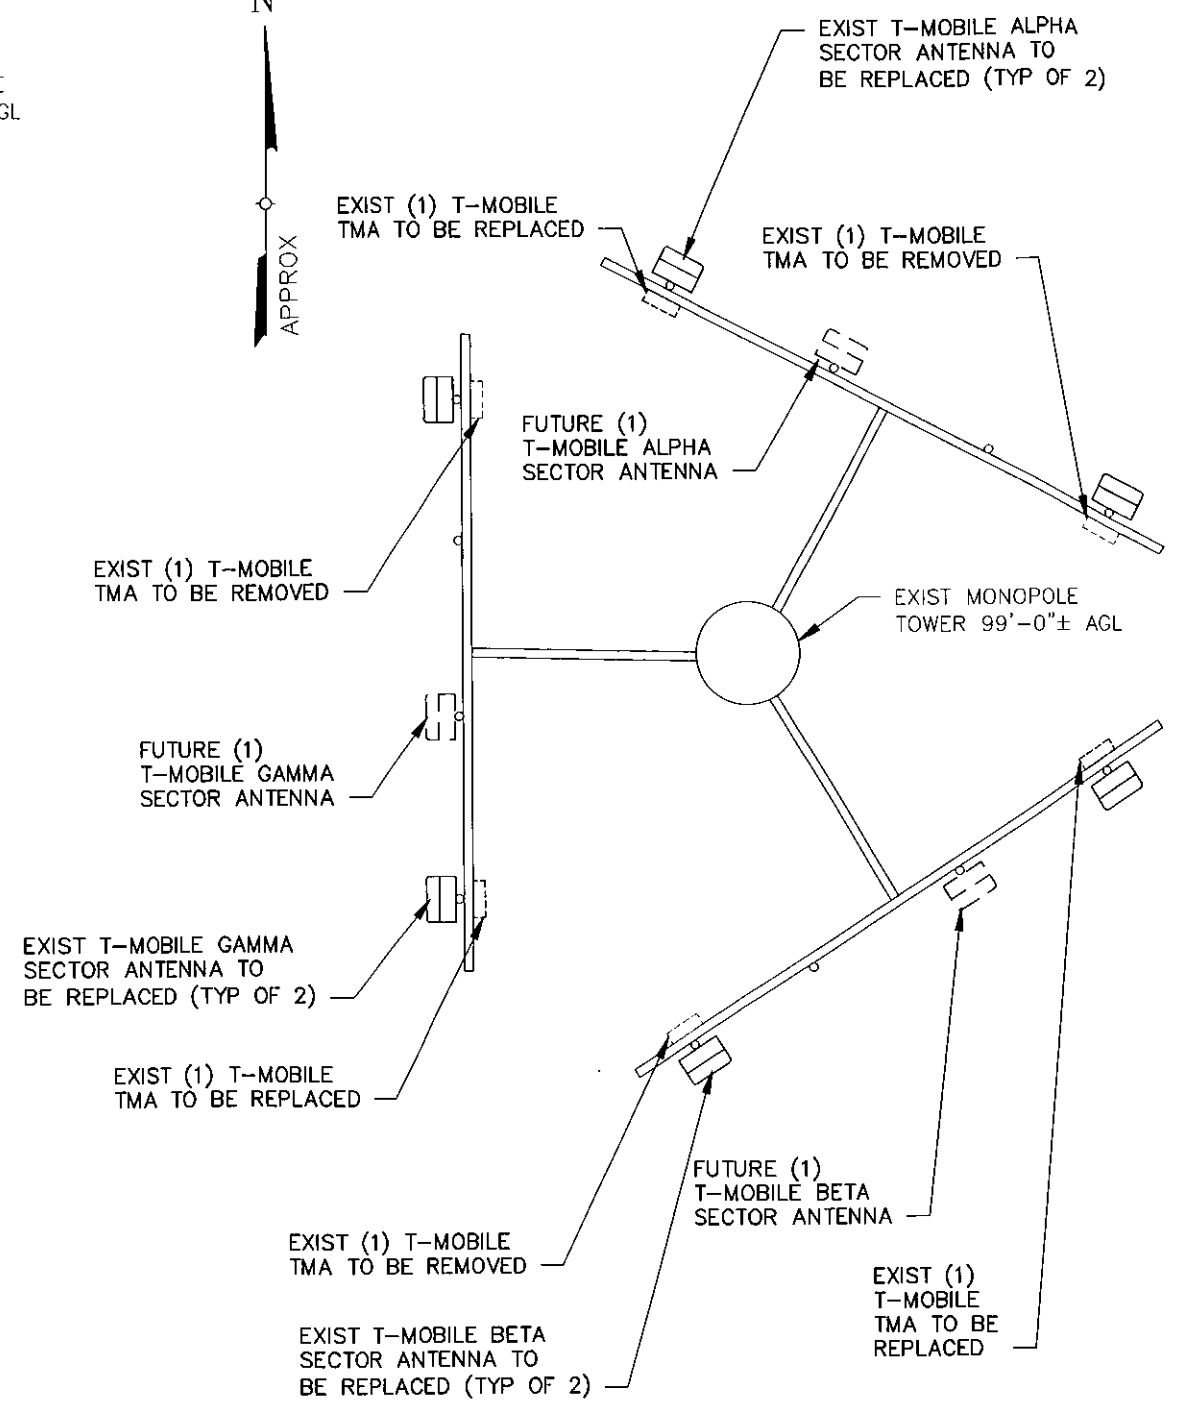 N
GL
APPROX
EXIST T-MOBILE ALPHA
SECTOR ANTENNA TO
BE REPLACED (TYP OF 2)
EXIST (1) T-MOBILE
TMA TO BE REPLACED
EXIST (1) T-MOBILE
TMA TO BE REMOVED
FUTURE (1)
T-MOBILE ALPHA
SECTOR ANTENNA
EXIST (1) T-MOBILE
TMA TO BE REMOVED
EXIST MONOPOLE
TOWER 99'-0"± AGL
FUTURE (1)
T-MOBILE GAMMA
SECTOR ANTENNA
EXIST T-MOBILE GAMMA
SECTOR ANTENNA TO
BE REPLACED (TYP OF 2)
EXIST (1) T-MOBILE
TMA TO BE REPLACED
FUTURE (1)
T-MOBILE BETA
SECTOR ANTENNA
EXIST (1) T-MOBILE
TMA TO BE REMOVED
EXIST (1)
T-MOBILE
TMA TO BE
REPLACED
EXIST T-MOBILE BETA
SECTOR ANTENNA TO
BE REPLACED (TYP OF 2)